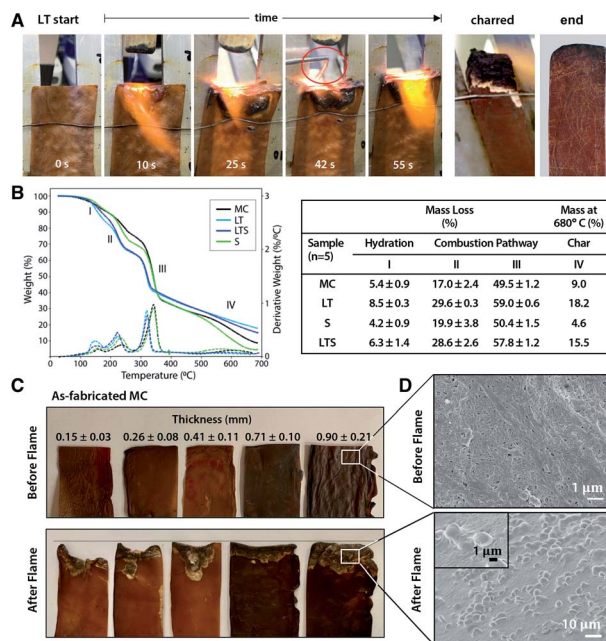 A LT start time charred end
0 s 10 s 25 s 42 s 55 s
B
100
90
80
70
60
50
40
30
20
10
Weight (%)
I II III IV
MC
LT
LTS
S
3
2
1
0
Derivative Weight (%/ºC)
0 100 200 300 400 500 600 700
Temperature (ºC)
Mass Loss (%) Mass at 680° C (%)
Sample (n=5) Hydration Combustion Pathway Char
I II III IV
MC 5.4 ± 0.9 17.0 ± 2.4 49.5 ± 1.2 9.0
LT 8.5 ± 0.3 29.6 ± 0.3 59.0 ± 0.6 18.2
S 4.2 ± 0.9 19.9 ± 3.8 50.4 ± 1.5 4.6
LTS 6.3 ± 1.4 28.6 ± 2.6 57.8 ± 1.2 15.5
C As-fabricated MC
Thickness (mm)
0.15 ± 0.03 0.26 ± 0.08 0.41 ± 0.11 0.71 ± 0.10 0.90 ± 0.21
Before Flame
After Flame
D
Before Flame
1 µm
After Flame
1 µm
10 µm